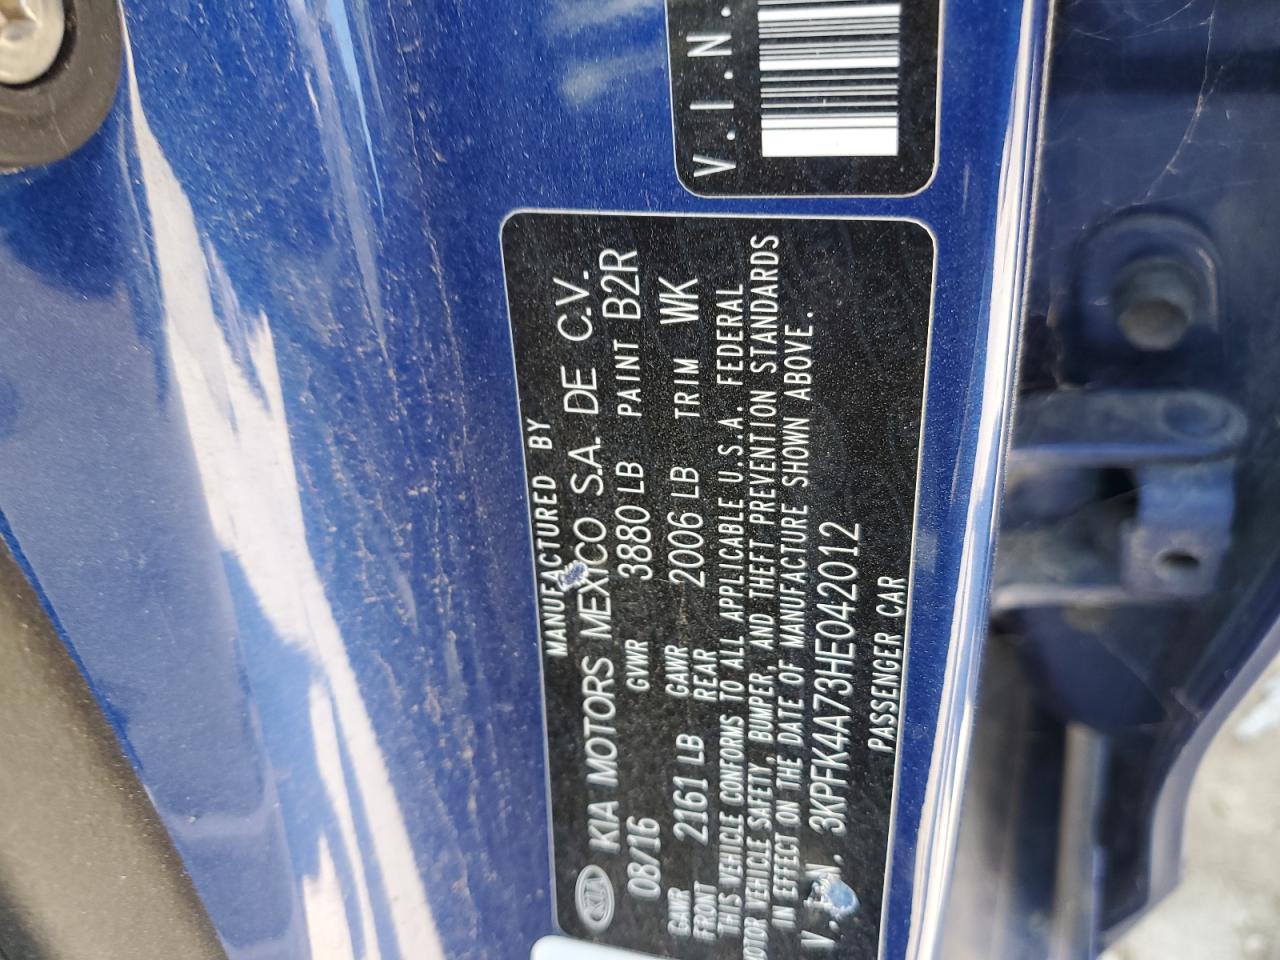 V.I.N.
MANUFACTURED BY
KIA KIA MOTORS MEXICO S.A. DE C.V.
08/16 GVWR 3880 LB PAINT B2R
GAWR FRONT 2161 LB GAWR REAR 2006 LB TRIM WK
THIS VEHICLE CONFORMS TO ALL APPLICABLE U.S.A. FEDERAL
MOTOR VEHICLE SAFETY, BUMPER, AND THEFT PREVENTION STANDARDS
IN EFFECT ON THE DATE OF MANUFACTURE SHOWN ABOVE.
V.I.N. 3KPFK4A73HE042012
PASSENGER CAR